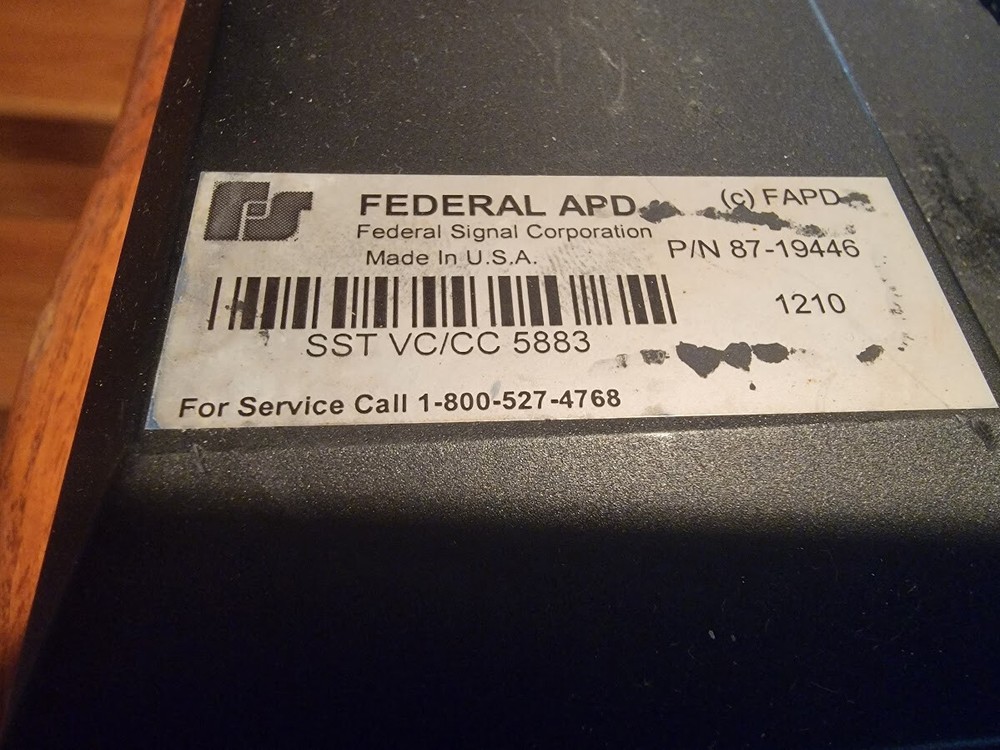 FS
FEDERAL APD
(c) FAPD
Federal Signal Corporation
P/N 87-19446
Made In U.S.A.
1210
SST VC/CC 5883
For Service Call 1-800-527-4768